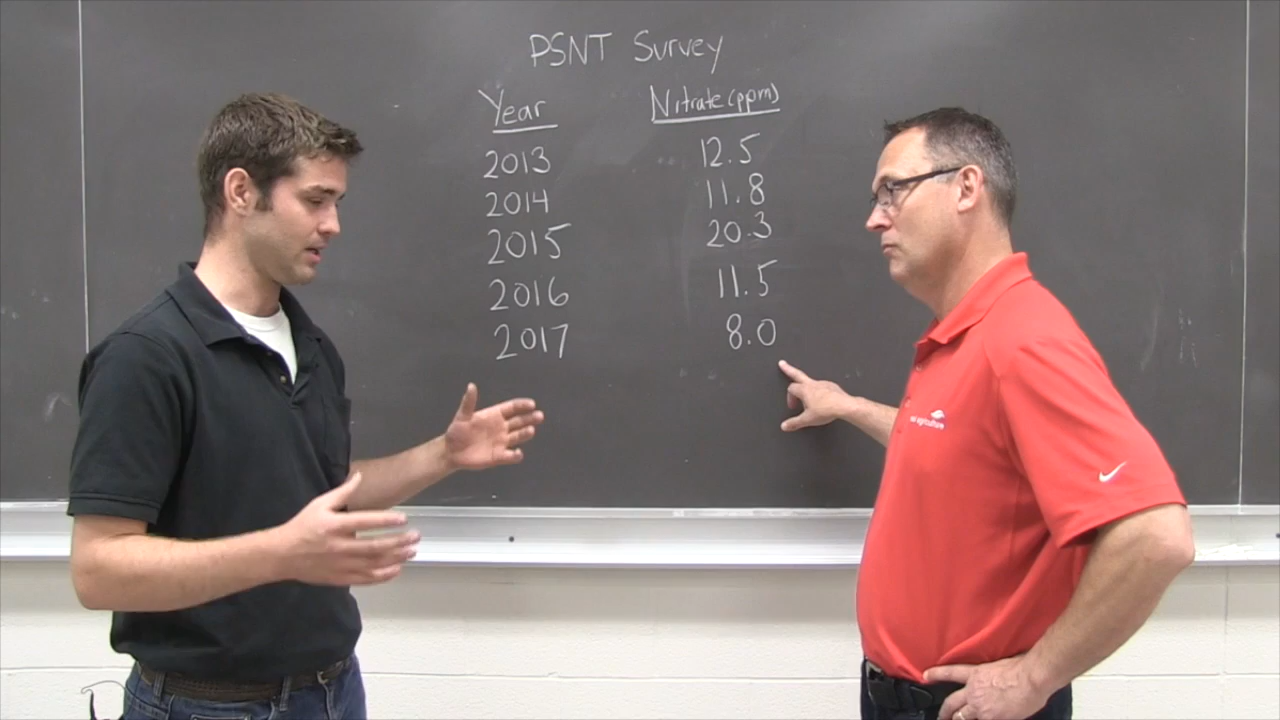 PSNT Survey
Year Nitrate (ppm)
2013 12.5
2014 11.8
2015 20.3
2016 11.5
2017 8.0
agriculture